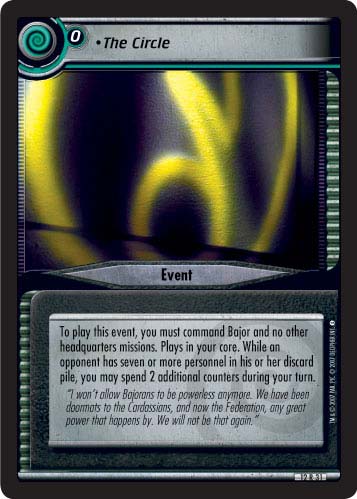 0
•The Circle
Event
To play this event, you must command Bajor and no other
headquarters missions. Plays in your core. While an
opponent has seven or more personnel in his or her discard
pile, you may spend 2 additional counters during your turn.
"I won't allow Bajorans to be powerless anymore. We have been
doormats to the Cardassians, and now the Federation, any great
power that happens by. We will not be that again."
12 R 31